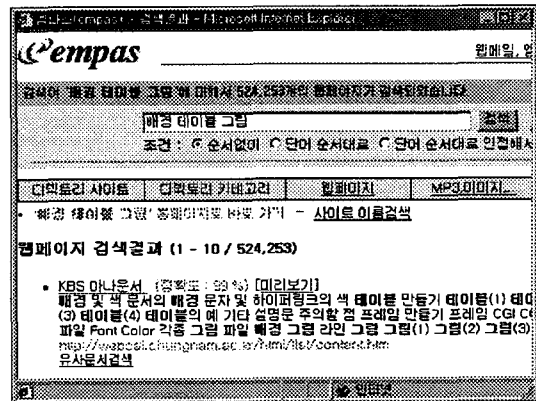 검색결과 - Microsoft Internet Explorer
empas
웹메일,
검색어 '배경 테이블 그림'에 대해서 524,253개의 웹페이지가 검색되었습니다.
배경 테이블 그림 검색
조건 : 순서없이 단어 순서대로 단어 순서대로 인접해서
디렉토리 사이트 디렉토리 카테고리 웹페이지 MP3,이미지...
'배경 테이블 그림' 홈페이지로 바로 가기 - 사이트 이름검색
웹페이지 검색결과 (1 - 10 / 524,253)
KBS 아나운서 (정확도 : 99 %) [미리보기]
배경 및 색 문서의 배경 문자 및 하이퍼링크의 색 테이블 만들기 테이블(1)
(3) 테이블(4) 테이블의 예 기타 설명문 주의할 점 프레임 만들기 프레임 CGI
파일 Font Color 각종 그림 파일 배경 그림 라인 그림 그림(1) 그림(2) 그림(3)
유사문서검색
인터넷